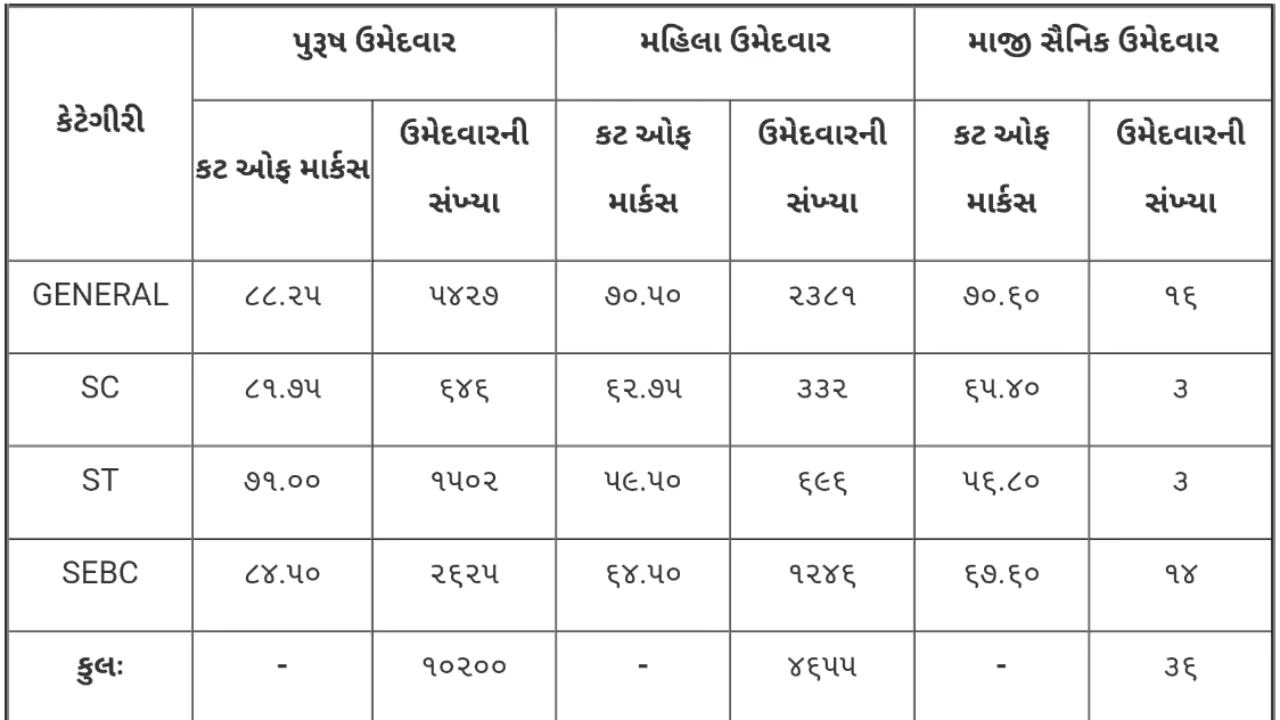 કેટેગીરી પુરૂષ ઉમેદવાર મહિલા ઉમેદવાર માજી સૈનિક ઉમેદવાર
કટ ઓફ માર્કસ ઉમેદવારની સંખ્યા કટ ઓફ માર્કસ ઉમેદવારની સંખ્યા કટ ઓફ માર્કસ ઉમેદવારની સંખ્યા
GENERAL ૮૮.૨૫ ૫૪૨૭ ૭૦.૫૦ ૨૩૮૧ ૭૦.૬૦ ૧૬
SC ૮૧.૭૫ ૬૪૬ ૬૨.૭૫ ૩૩૨ ૬૫.૪૦ ૩
ST ૭૧.૦૦ ૧૫૦૨ ૫૯.૫૦ ૬૯૬ ૫૬.૮૦ ૩
SEBC ૮૪.૫૦ ૨૬૨૫ ૬૪.૫૦ ૧૨૪૬ ૬૭.૬૦ ૧૪
કુલઃ - ૧૦૨૦૦ - ૪૬૫૫ - ૩૬